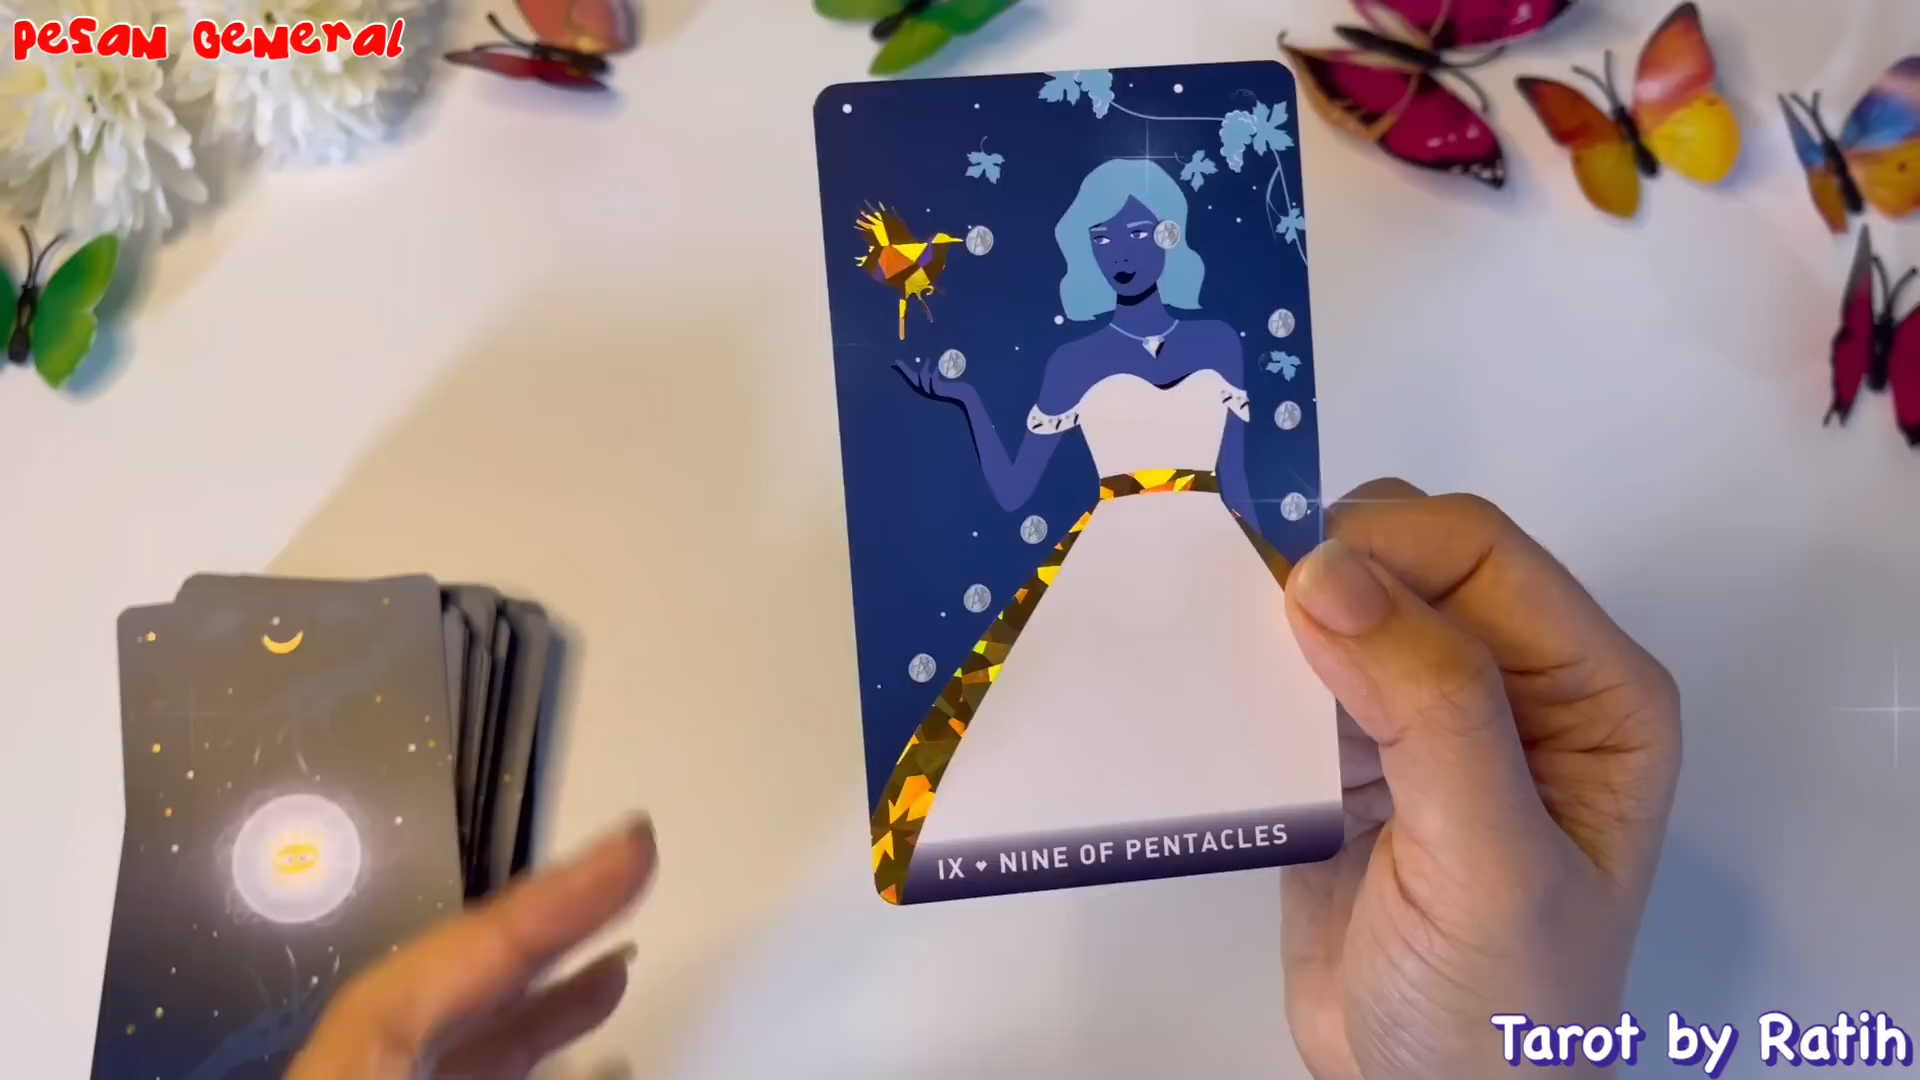 Pesan General
IX ♥ NINE OF PENTACLES
Tarot by Ratih